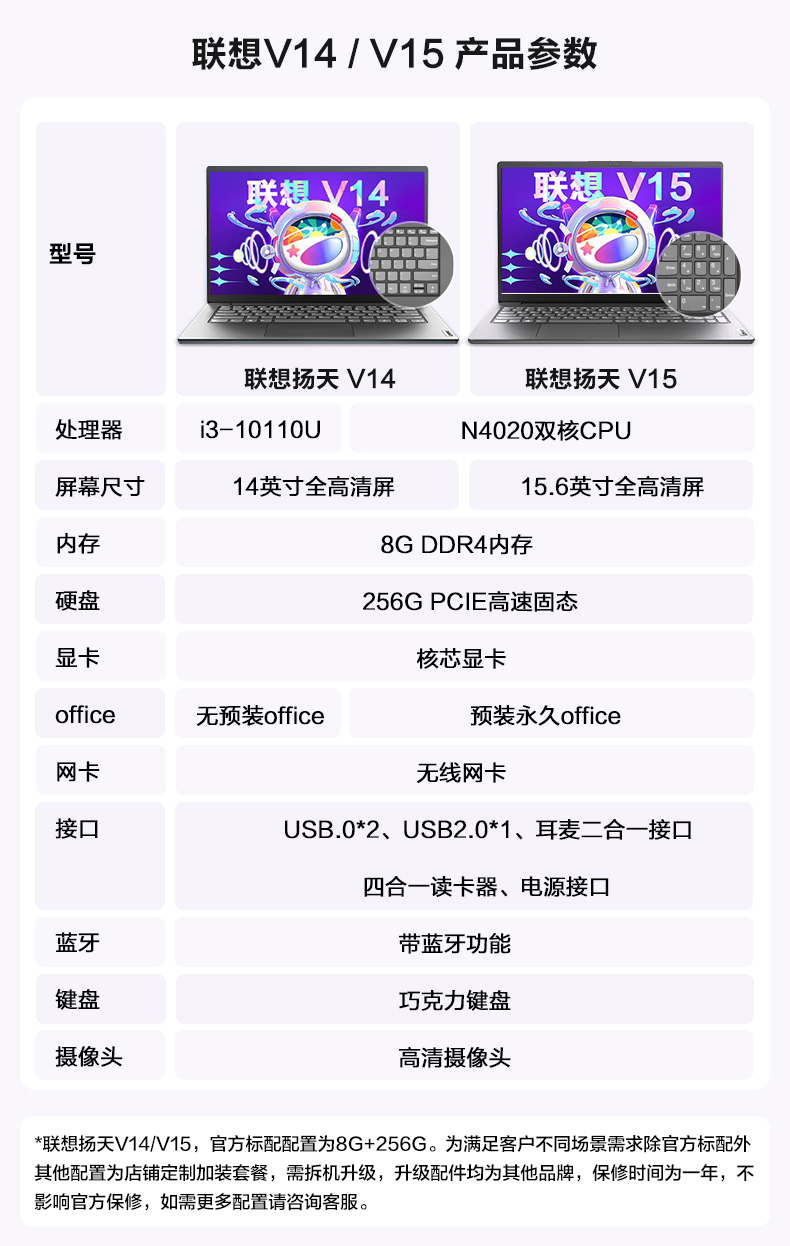 联想V14 / V15 产品参数
型号
联想 V14
联想 V15
联想扬天 V14
联想扬天 V15
处理器
i3-10110U
N4020双核CPU
屏幕尺寸
14英寸全高清屏
15.6英寸全高清屏
内存
8G DDR4内存
硬盘
256G PCIE高速固态
显卡
核芯显卡
office
无预装office
预装永久office
网卡
无线网卡
接口
USB.0*2、USB2.0*1、耳麦二合一接口
四合一读卡器、电源接口
蓝牙
带蓝牙功能
键盘
巧克力键盘
摄像头
高清摄像头
*联想扬天V14/V15，官方标配配置为8G+256G。为满足客户不同场景需求除官方标配外
其他配置为店铺定制加装套餐，需拆机升级，升级配件均为其他品牌，保修时间为一年，不
影响官方保修，如需更多配置请咨询客服。